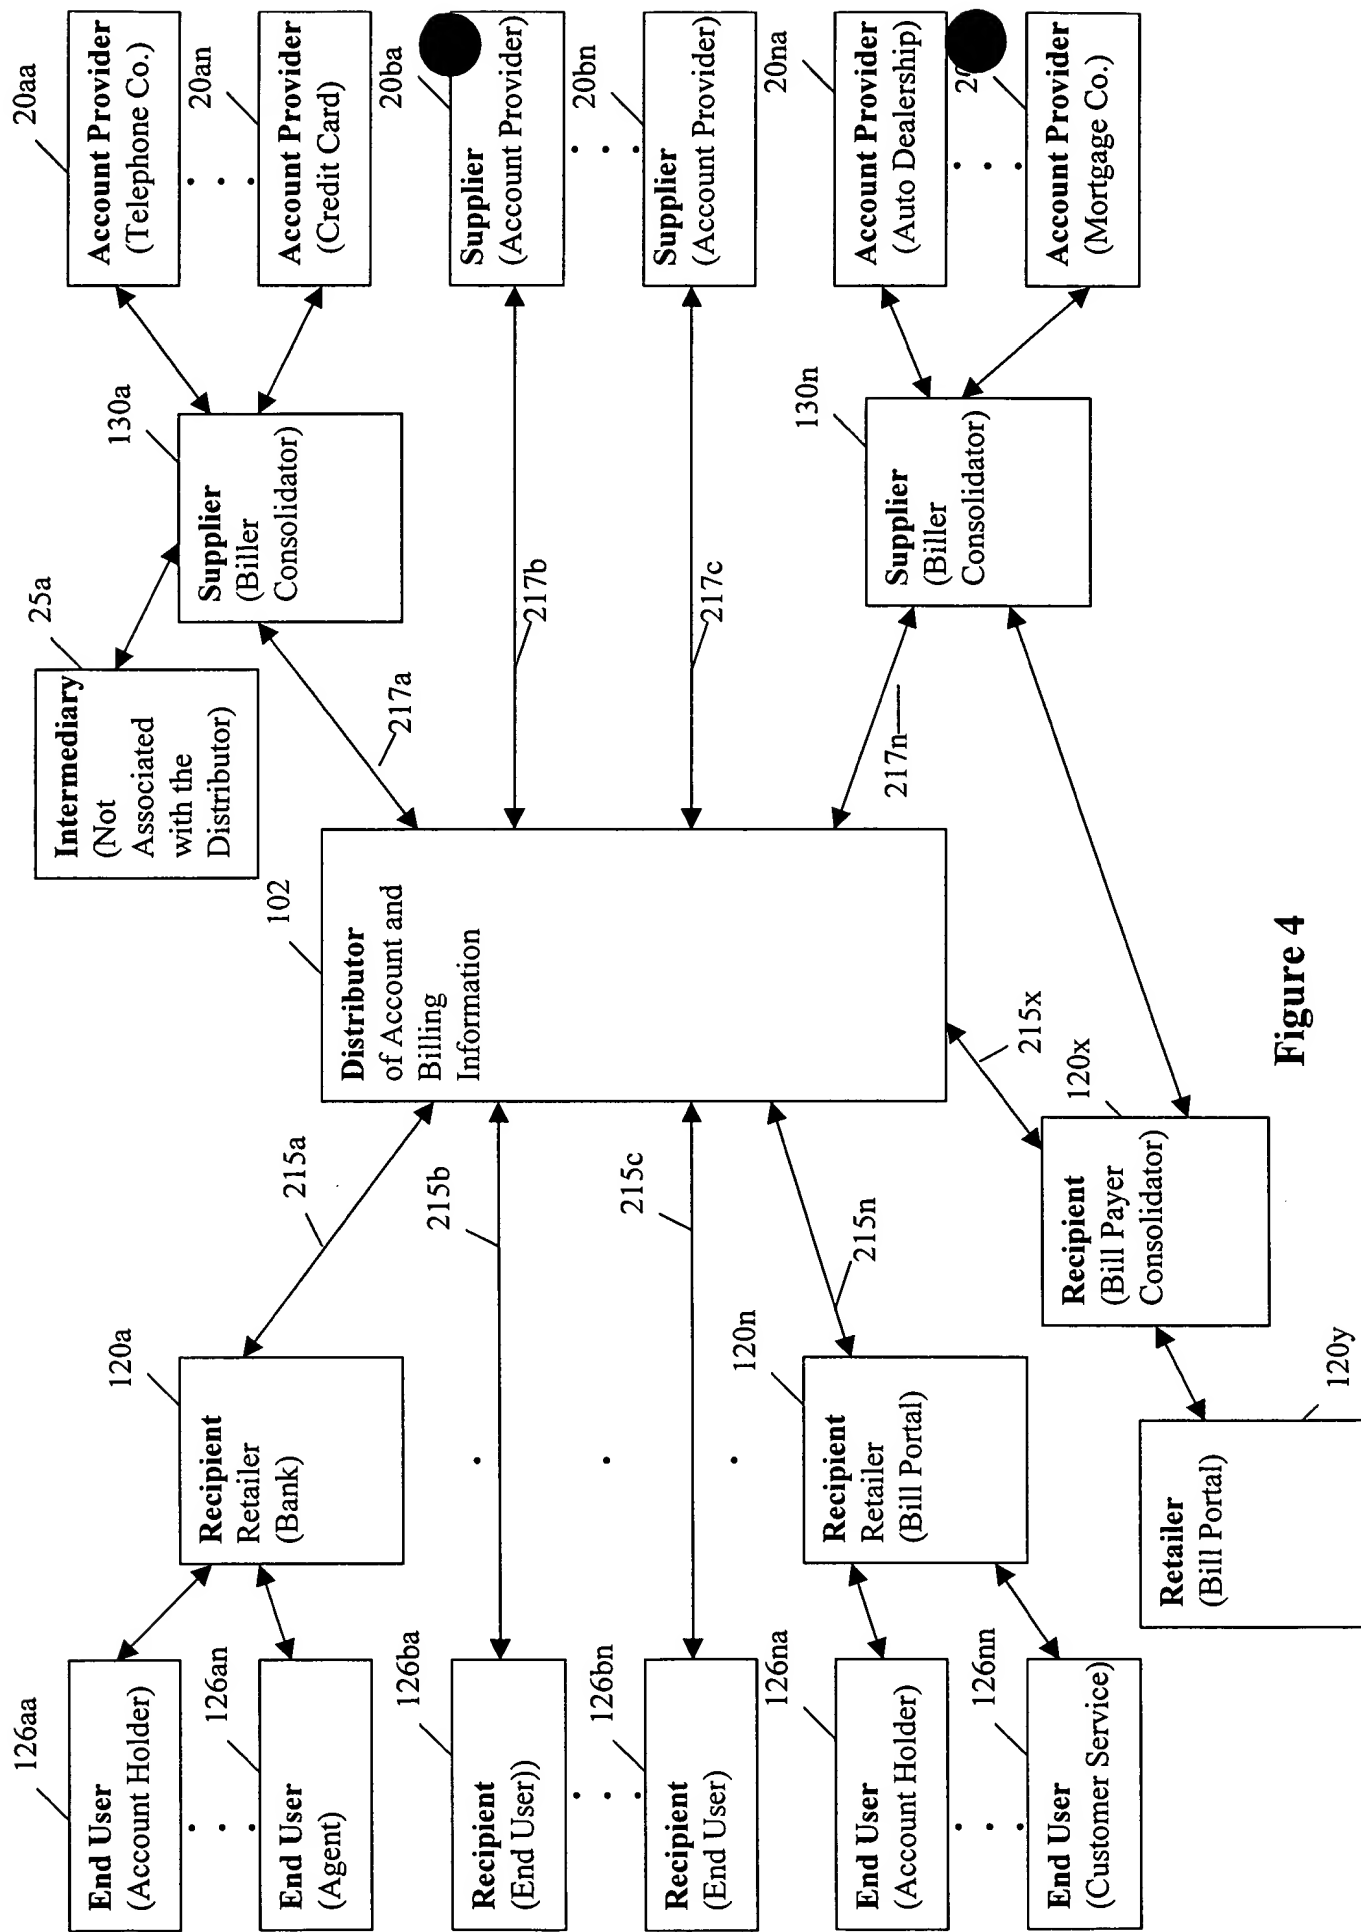 126aa
End User
(Account Holder)
126an
End User
(Agent)
126ba
Recipient
(End User))
126bn
Recipient
(End User)
126na
End User
(Account Holder)
126nn
End User
(Customer Service)
120a
Recipient
Retailer
(Bank)
120n
Recipient
Retailer
(Bill Portal)
Retailer
(Bill Portal)
120y
215a
215b
215c
215n
Recipient
(Bill Payer
Consolidator)
120x
215x
102
Distributor
of Account and
Billing
Information
Intermediary
(Not
Associated
with the
Distributor)
25a
217a
217b
217c
217n
130a
Supplier
(Biller
Consolidator)
130n
Supplier
(Biller
Consolidator)
20aa
Account Provider
(Telephone Co.)
20an
Account Provider
(Credit Card)
20ba
Supplier
(Account Provider)
20bn
Supplier
(Account Provider)
20na
Account Provider
(Auto Dealership)
Account Provider
(Mortgage Co.)
Figure 4